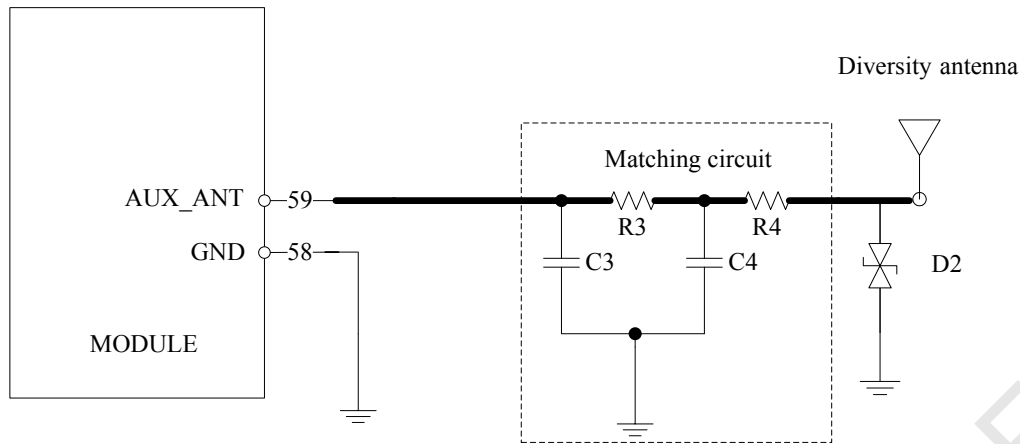 Diversity antenna
Matching circuit
AUX_ANT 59
R3 R4
GND 58
C3 C4 D2
MODULE